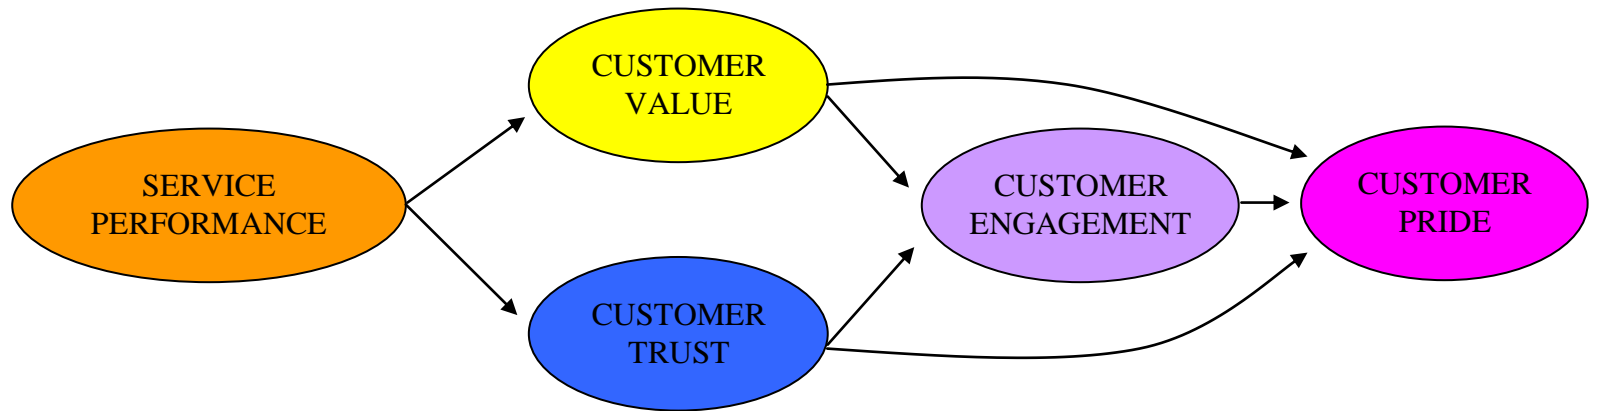 SERVICE
PERFORMANCE
CUSTOMER
VALUE
CUSTOMER
TRUST
CUSTOMER
ENGAGEMENT
CUSTOMER
PRIDE